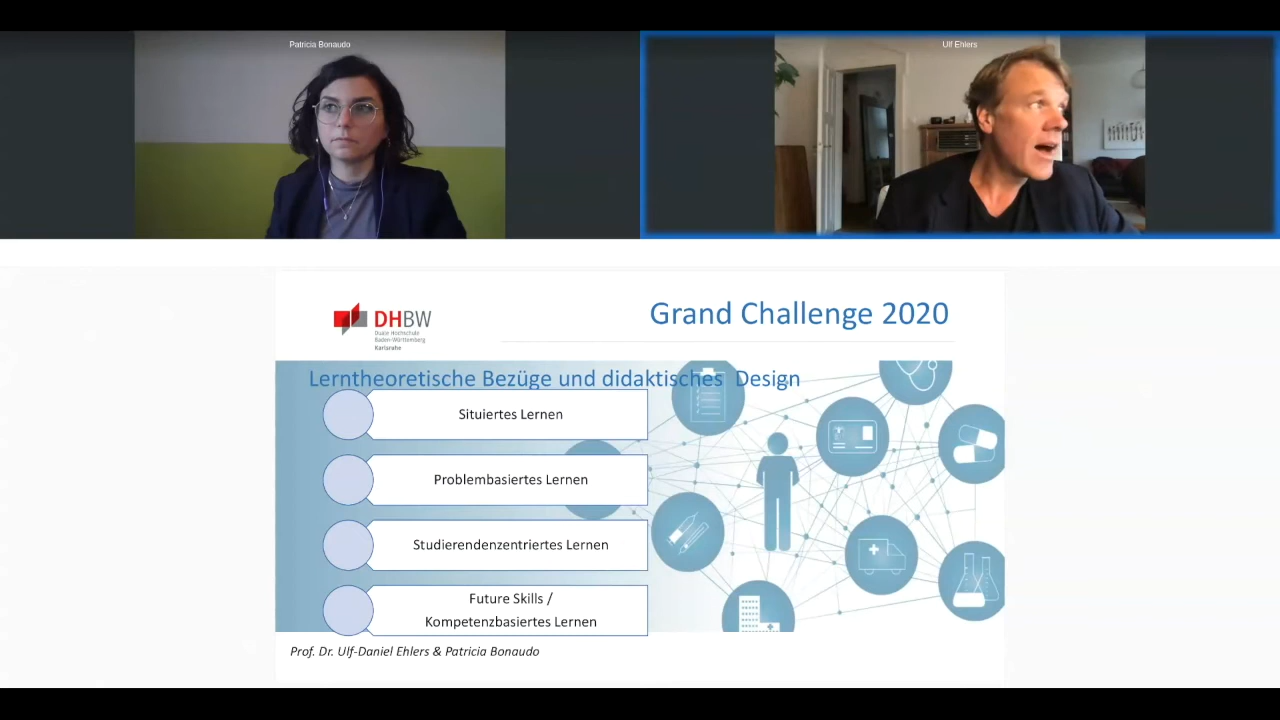 Patricia Bonaudo
Ulf Ehlers
DHBW
Duale Hochschule
Baden-Württemberg
Karlsruhe
Grand Challenge 2020
Lerntheoretische Bezüge und didaktisches Design
Situiertes Lernen
Problembasiertes Lernen
Studierendenzentriertes Lernen
Future Skills /
Kompetenzbasiertes Lernen
Prof. Dr. Ulf-Daniel Ehlers & Patricia Bonaudo